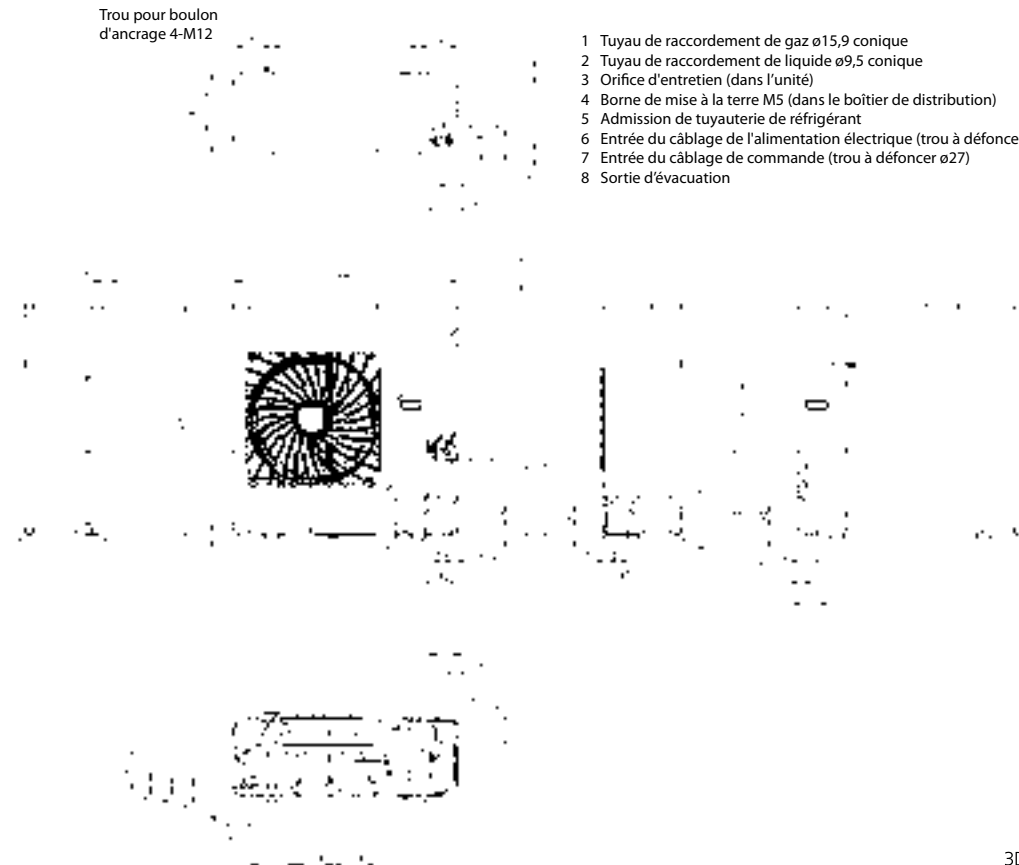 Trou pour boulon
d'ancrage 4-M12
1 Tuyau de raccordement de gaz ø15,9 conique
2 Tuyau de raccordement de liquide ø9,5 conique
3 Orifice d'entretien (dans l’unité)
4 Borne de mise à la terre M5 (dans le boîtier de distribution)
5 Admission de tuyauterie de réfrigérant
6 Entrée du câblage de l'alimentation électrique (trou à défonce
7 Entrée du câblage de commande (trou à défoncer ø27)
8 Sortie d’évacuation
3D